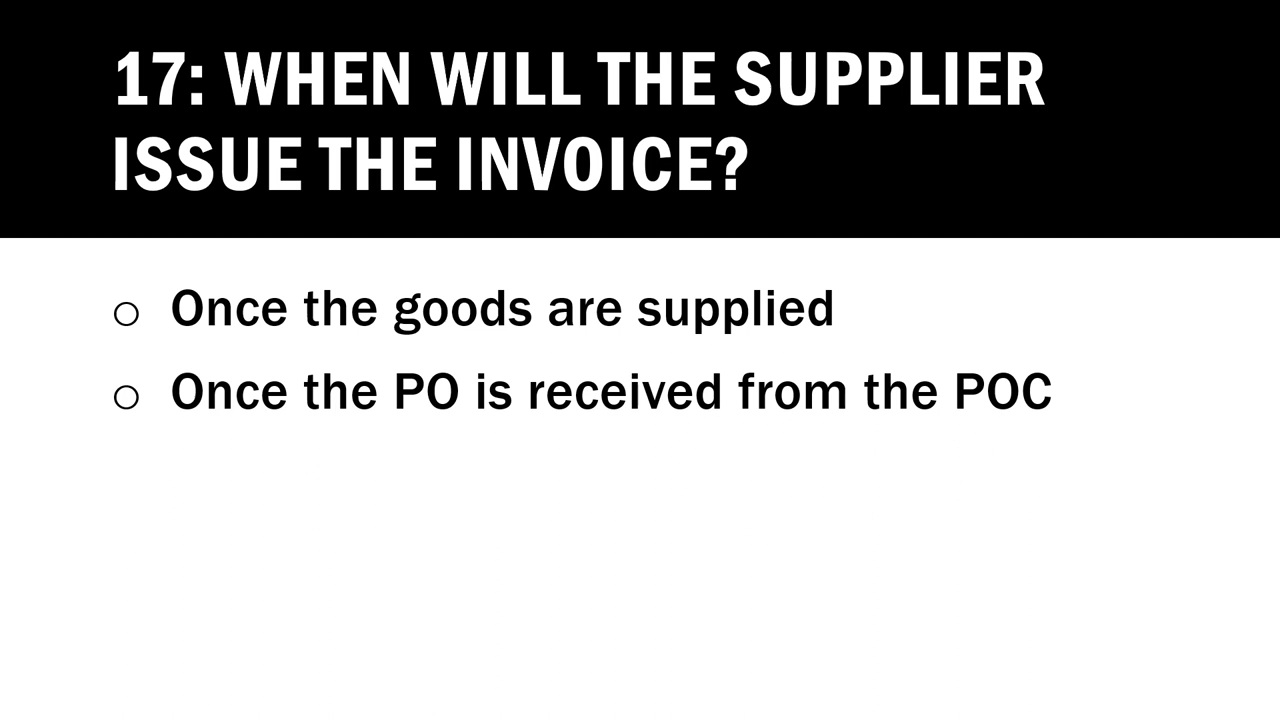 17: WHEN WILL THE SUPPLIER
ISSUE THE INVOICE?
o Once the goods are supplied
o Once the PO is received from the POC